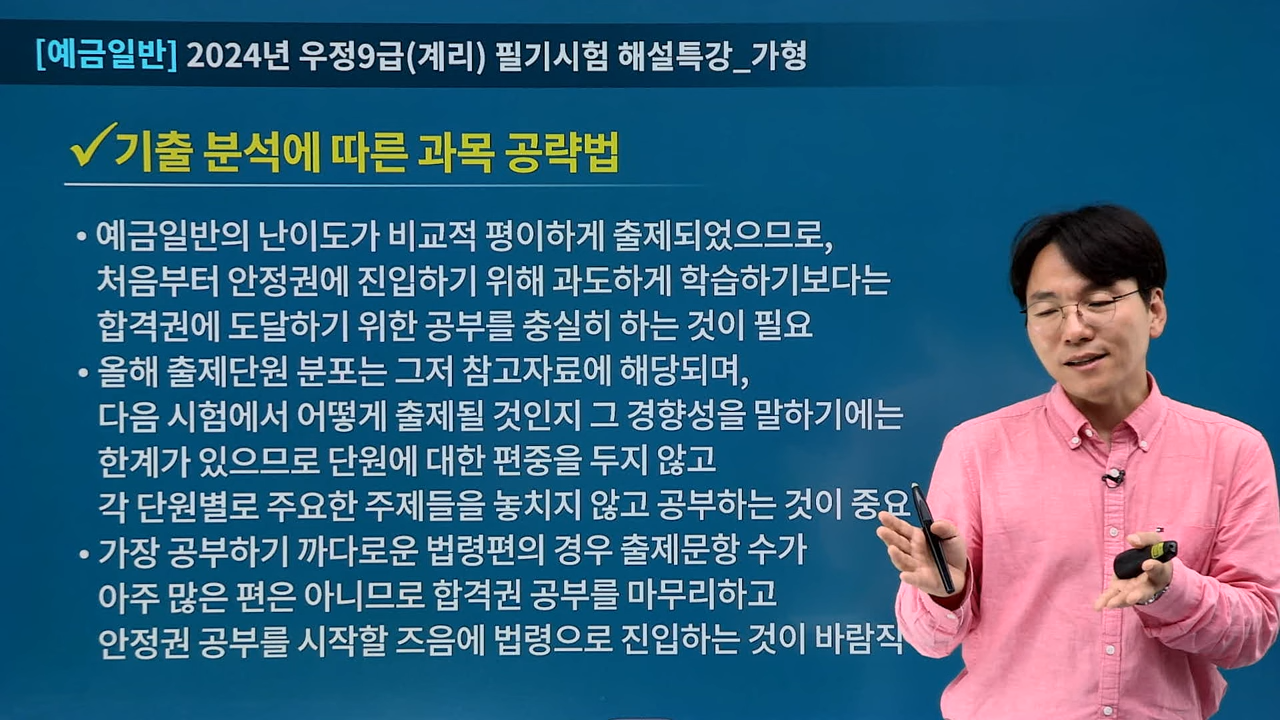 [예금일반] 2024년 우정9급(계리) 필기시험 해설특강_가형
✓기출 분석에 따른 과목 공략법
• 예금일반의 난이도가 비교적 평이하게 출제되었으므로,
처음부터 안정권에 진입하기 위해 과도하게 학습하기보다는
합격권에 도달하기 위한 공부를 충실히 하는 것이 필요
• 올해 출제단원 분포는 그저 참고자료에 해당되며,
다음 시험에서 어떻게 출제될 것인지 그 경향성을 말하기에는
한계가 있으므로 단원에 대한 편중을 두지 않고
각 단원별로 주요한 주제들을 놓치지 않고 공부하는 것이 중요
• 가장 공부하기 까다로운 법령편의 경우 출제문항 수가
아주 많은 편은 아니므로 합격권 공부를 마무리하고
안정권 공부를 시작할 즈음에 법령으로 진입하는 것이 바람직